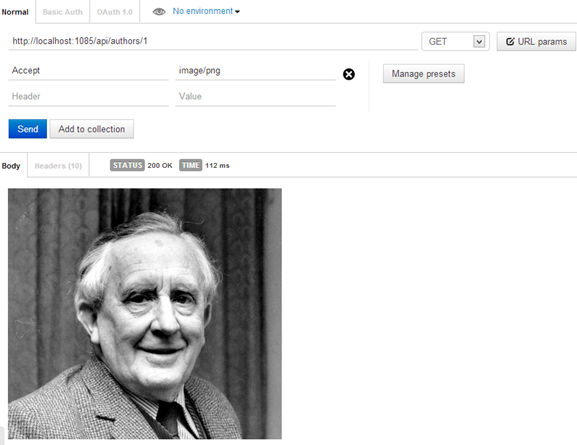 Normal Basic Auth OAuth 1.0 No environment
http://localhost:1085/api/authors/1 GET URL params
Accept image/png Manage presets
Header Value
Send Add to collection
Body Headers (10) STATUS 200 OK TIME 112 ms